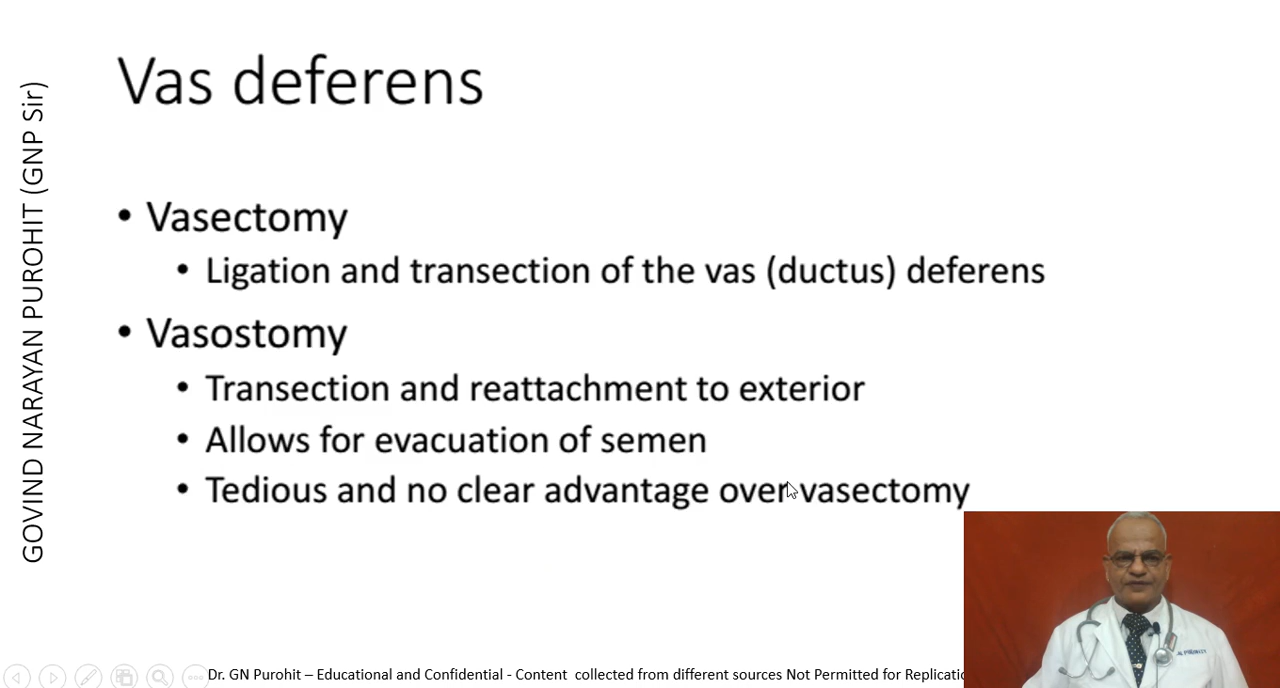 Vas deferens
GOVIND NARAYAN PUROHIT (GNP Sir)
• Vasectomy
• Ligation and transection of the vas (ductus) deferens
• Vasostomy
• Transection and reattachment to exterior
• Allows for evacuation of semen
• Tedious and no clear advantage over vasectomy
Dr. GN Purohit – Educational and Confidential - Content collected from different sources Not Permitted for